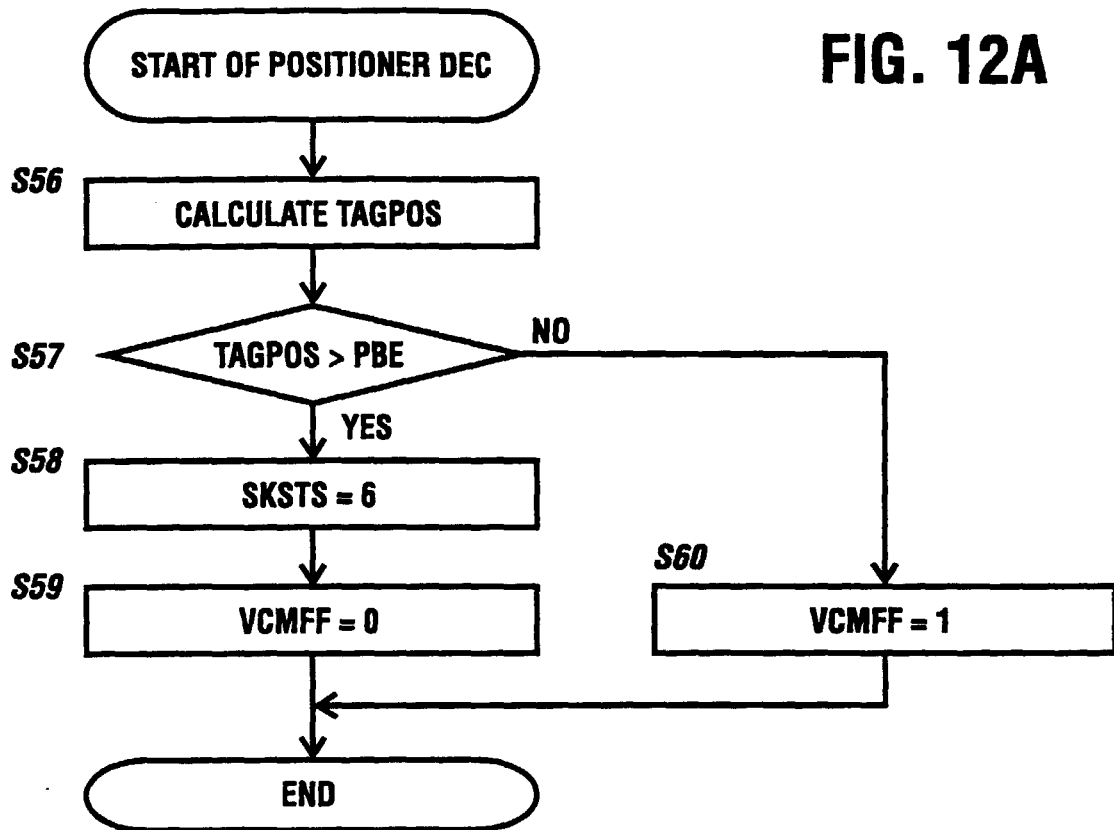 FIG. 12A
START OF POSITIONER DEC
S56
CALCULATE TAGPOS
S57
TAGPOS > PBE
NO
YES
S58
SKSTS = 6
S59
VCMFF = 0
S60
VCMFF = 1
END